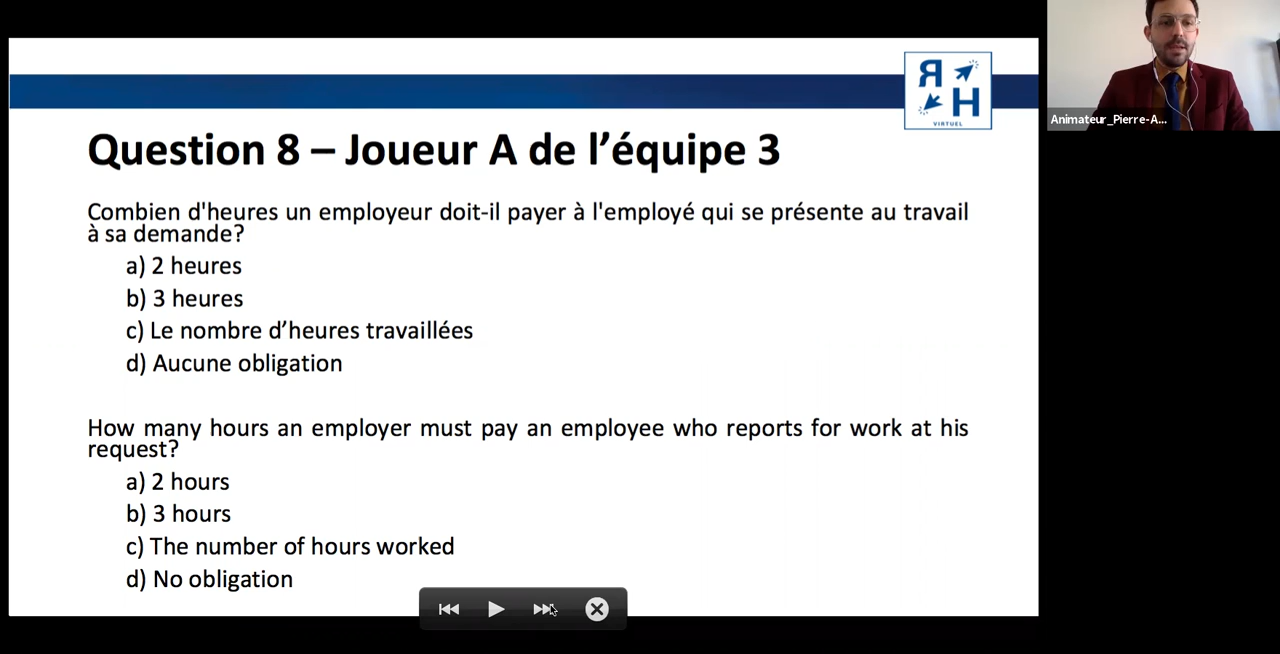 ЯH
VIRTUEL
Question 8 – Joueur A de l’équipe 3
Combien d'heures un employeur doit-il payer à l'employé qui se présente au travail
à sa demande?
a) 2 heures
b) 3 heures
c) Le nombre d’heures travaillées
d) Aucune obligation
How many hours an employer must pay an employee who reports for work at his
request?
a) 2 hours
b) 3 hours
c) The number of hours worked
d) No obligation
Animateur_Pierre-A...